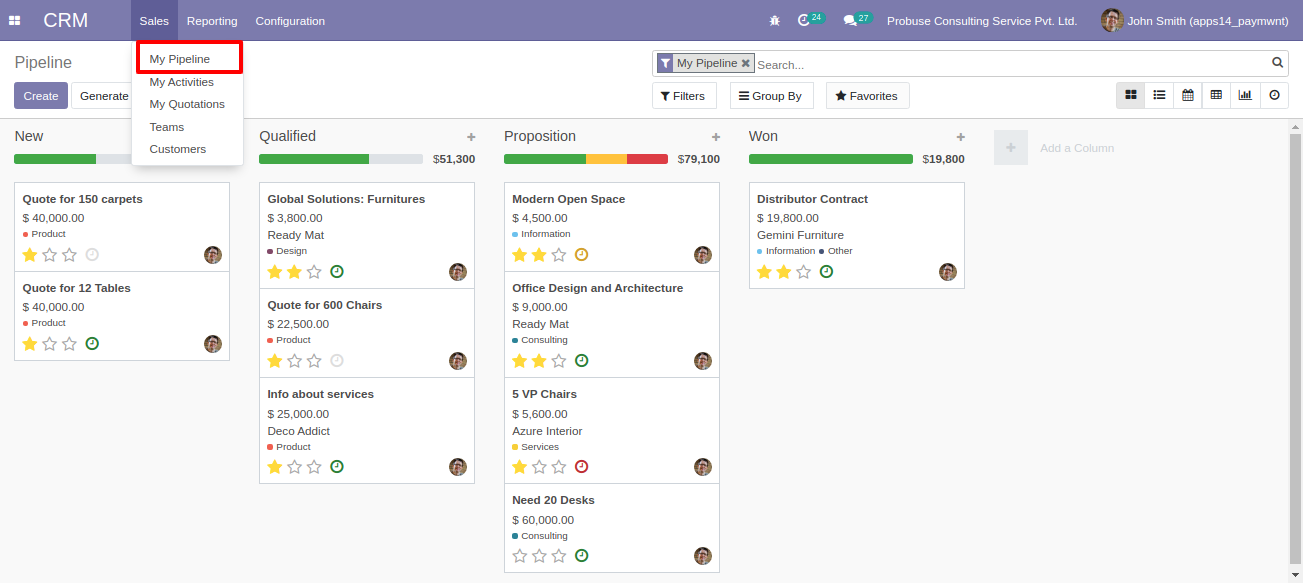 CRM Sales Reporting Configuration 24 27 Probuse Consulting Service Pvt. Ltd. John Smith (apps14_paymwnt)
My Pipeline
My Activities
My Quotations
Teams
Customers
Pipeline
My Pipeline Search...
Create Generate
Filters Group By Favorites
New
Quote for 150 carpets
$ 40,000.00
Product
Quote for 12 Tables
$ 40,000.00
Product
Qualified +
$51,300
Global Solutions: Furnitures
$ 3,800.00
Ready Mat
Design
Quote for 600 Chairs
$ 22,500.00
Product
Info about services
$ 25,000.00
Deco Addict
Product
Proposition +
$79,100
Modern Open Space
$ 4,500.00
Information
Office Design and Architecture
$ 9,000.00
Ready Mat
Consulting
5 VP Chairs
$ 5,600.00
Azure Interior
Services
Need 20 Desks
$ 60,000.00
Consulting
Won +
$19,800
Distributor Contract
$ 19,800.00
Gemini Furniture
Information Other
+ Add a Column